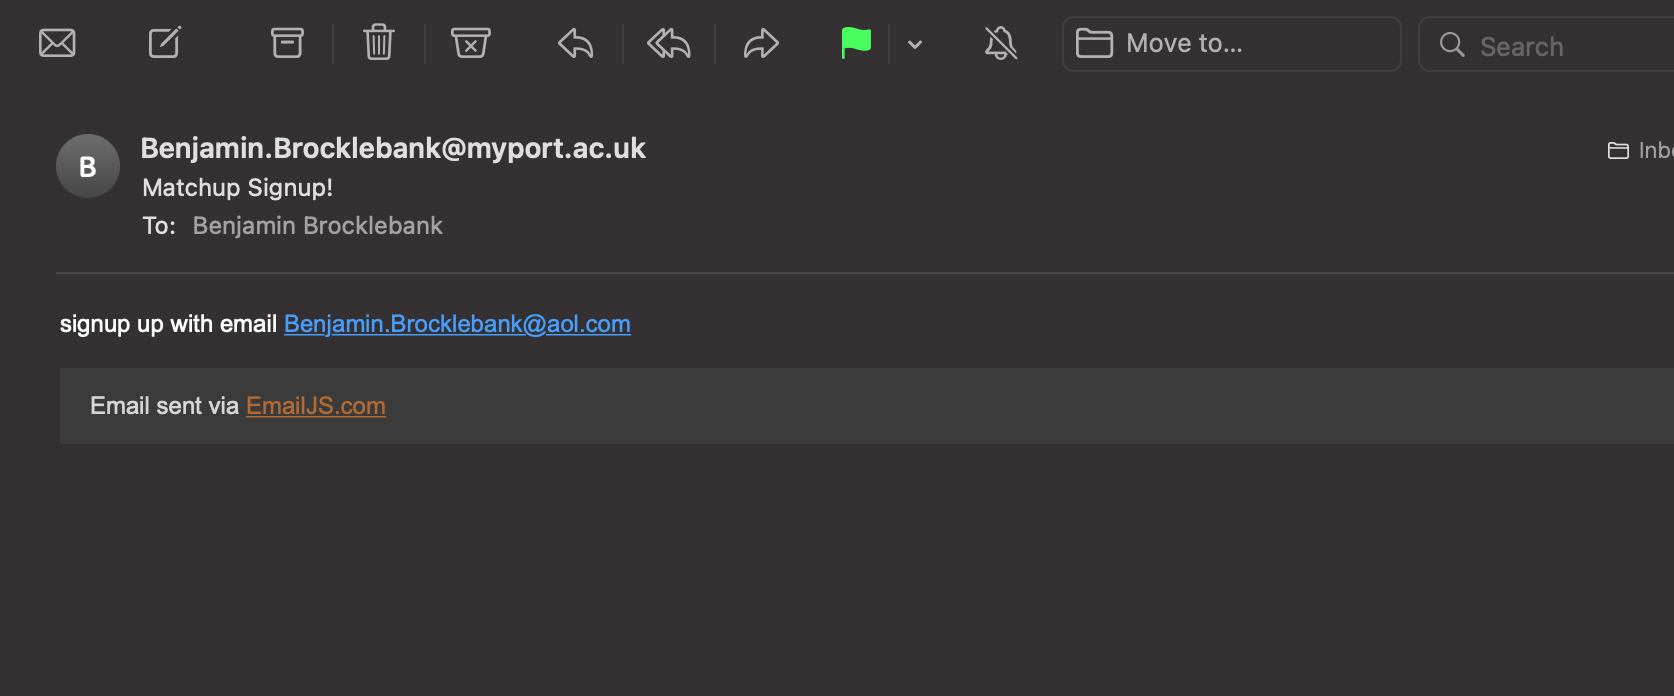 Move to...
Search
Benjamin.Brocklebank@myport.ac.uk
B
Matchup Signup!
To: Benjamin Brocklebank
signup up with email Benjamin.Brocklebank@aol.com
Email sent via EmailJS.com